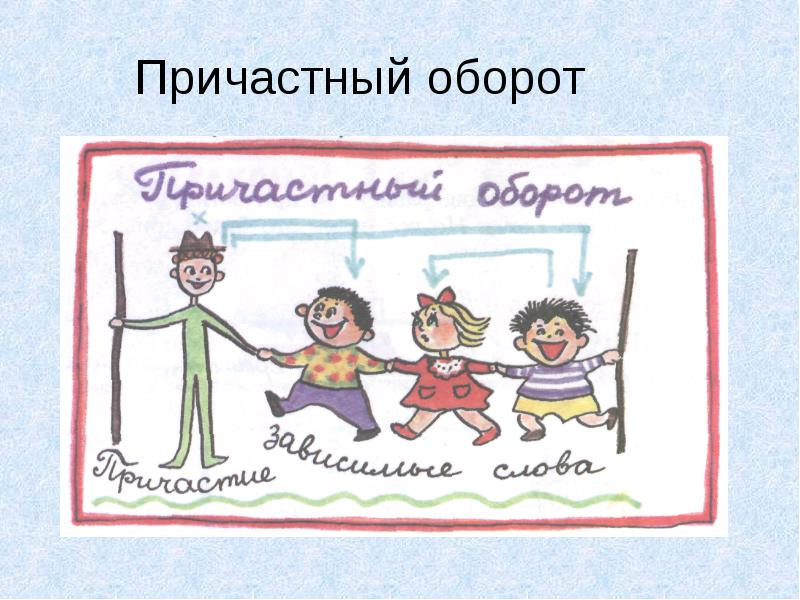 Причастный оборот
Причастный оборот
х
Причастие зависимые слова